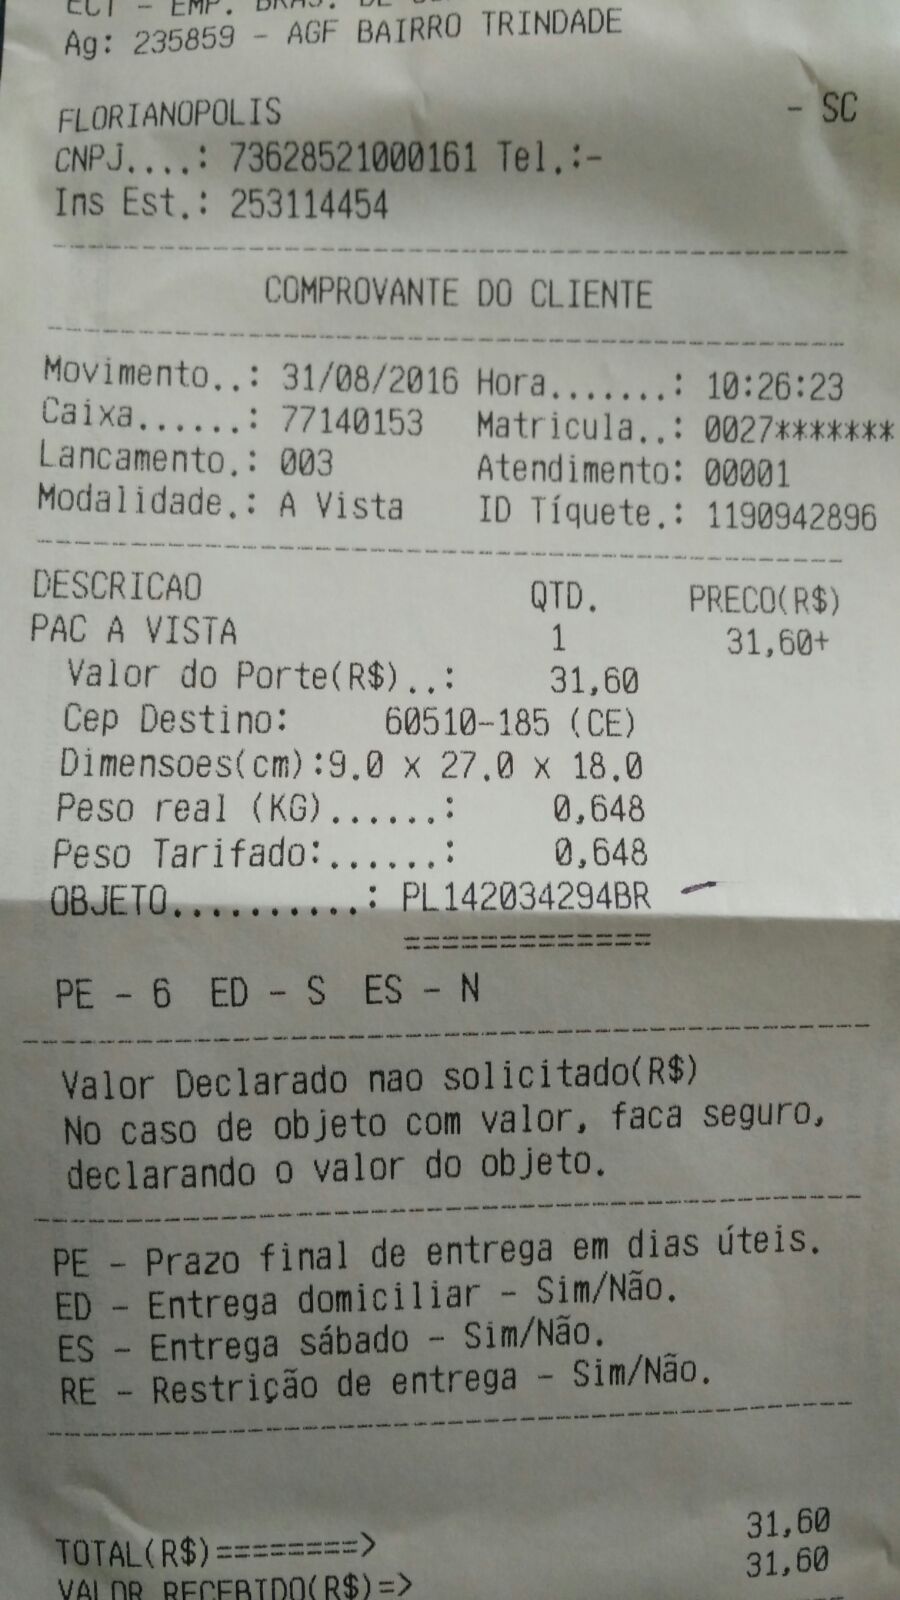 ECT - EMP. BRAS. DE
Ag: 235859 - AGF BAIRRO TRINDADE
FLORIANOPOLIS - SC
CNPJ....: 73628521000161 Tel.:-
Ins Est.: 253114454
COMPROVANTE DO CLIENTE
Movimento..: 31/08/2016 Hora.......: 10:26:23
Caixa......: 77140153 Matricula..: 0027*******
Lancamento.: 003 Atendimento: 00001
Modalidade.: A Vista ID Tíquete.: 1190942896
DESCRICAO QTD. PRECO(R$)
PAC A VISTA 1 31,60+
Valor do Porte(R$)..: 31,60
Cep Destino: 60510-185 (CE)
Dimensoes(cm):9.0 x 27.0 x 18.0
Peso real (KG)......: 0,648
Peso Tarifado:......: 0,648
OBJETO..........: PL142034294BR
=============
PE - 6 ED - S ES - N
Valor Declarado nao solicitado(R$)
No caso de objeto com valor, faca seguro,
declarando o valor do objeto.
PE - Prazo final de entrega em dias úteis.
ED - Entrega domiciliar - Sim/Não.
ES - Entrega sábado - Sim/Não.
RE - Restrição de entrega - Sim/Não.
TOTAL(R$)========> 31,60
VALOR RECEBIDO(R$)=> 31,60